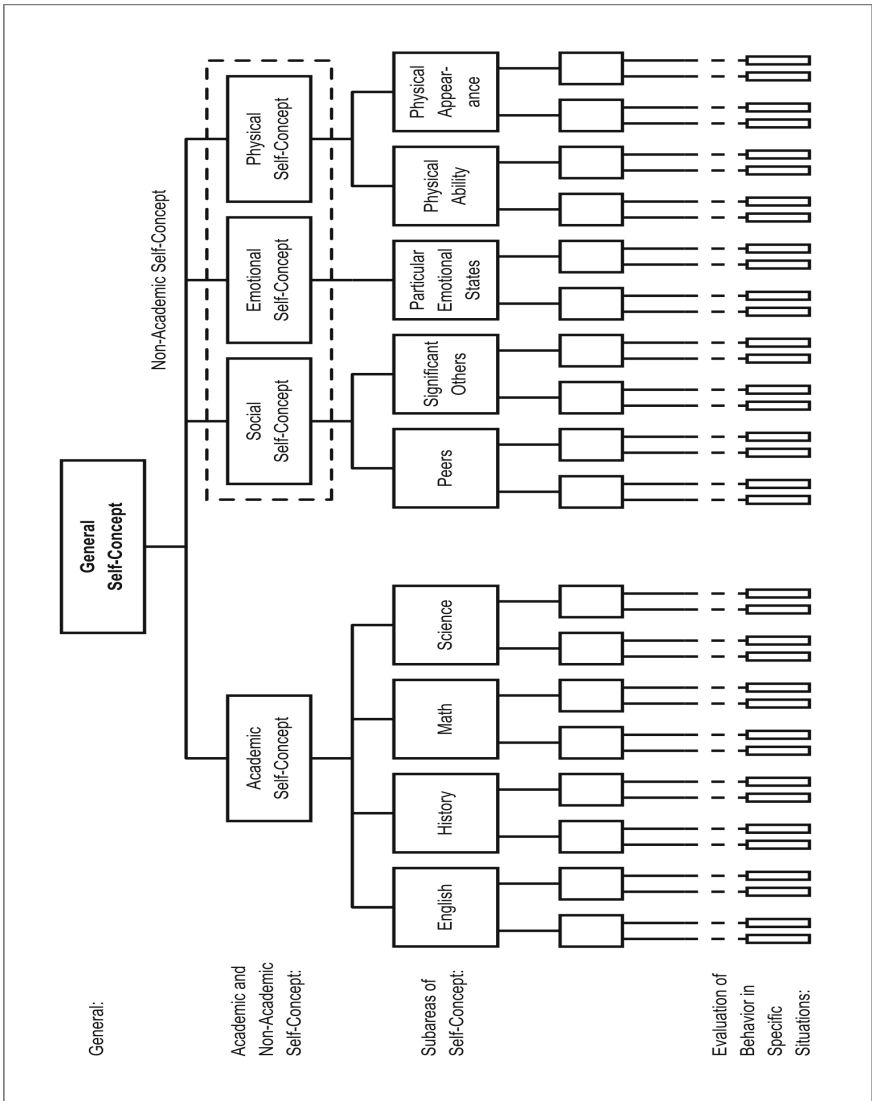 General:
General
Self-Concept
Non-Academic Self-Concept
Academic and
Non-Academic
Self-Concept:
Academic
Self-Concept
Social
Self-Concept
Emotional
Self-Concept
Physical
Self-Concept
Subareas of
Self-Concept:
English
History
Math
Science
Peers
Significant
Others
Particular
Emotional
States
Physical
Ability
Physical
Appear-
ance
Evaluation of
Behavior in
Specific
Situations: